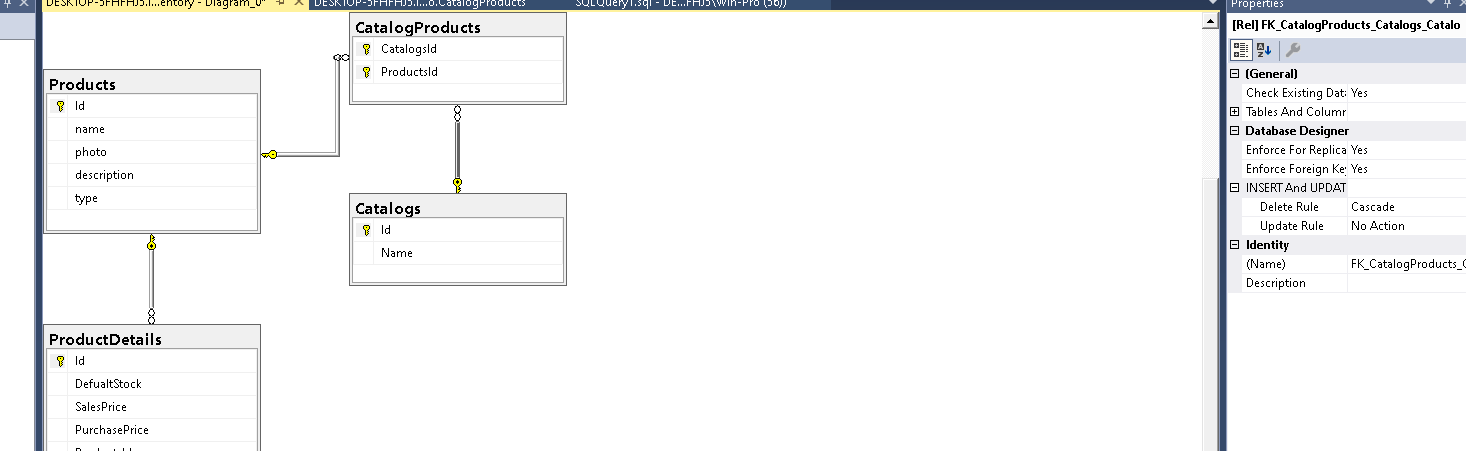 DESKTOP-5FHFHJ5.I...entory - Diagram_0*
DESKTOP-5FHFHJ5.I...o.CatalogProducts
SQLQuery1.sql - DE...FHJ5\win-Pro (56))
Properties
CatalogProducts
CatalogsId
ProductsId
Products
Id
name
photo
description
type
Catalogs
Id
Name
ProductDetails
Id
DefualtStock
SalesPrice
PurchasePrice
[Rel] FK_CatalogProducts_Catalogs_Catalo
(General)
Check Existing Dat: Yes
Tables And Column
Database Designer
Enforce For Replica Yes
Enforce Foreign Key Yes
INSERT And UPDAT
Delete Rule Cascade
Update Rule No Action
Identity
(Name) FK_CatalogProducts_C
Description